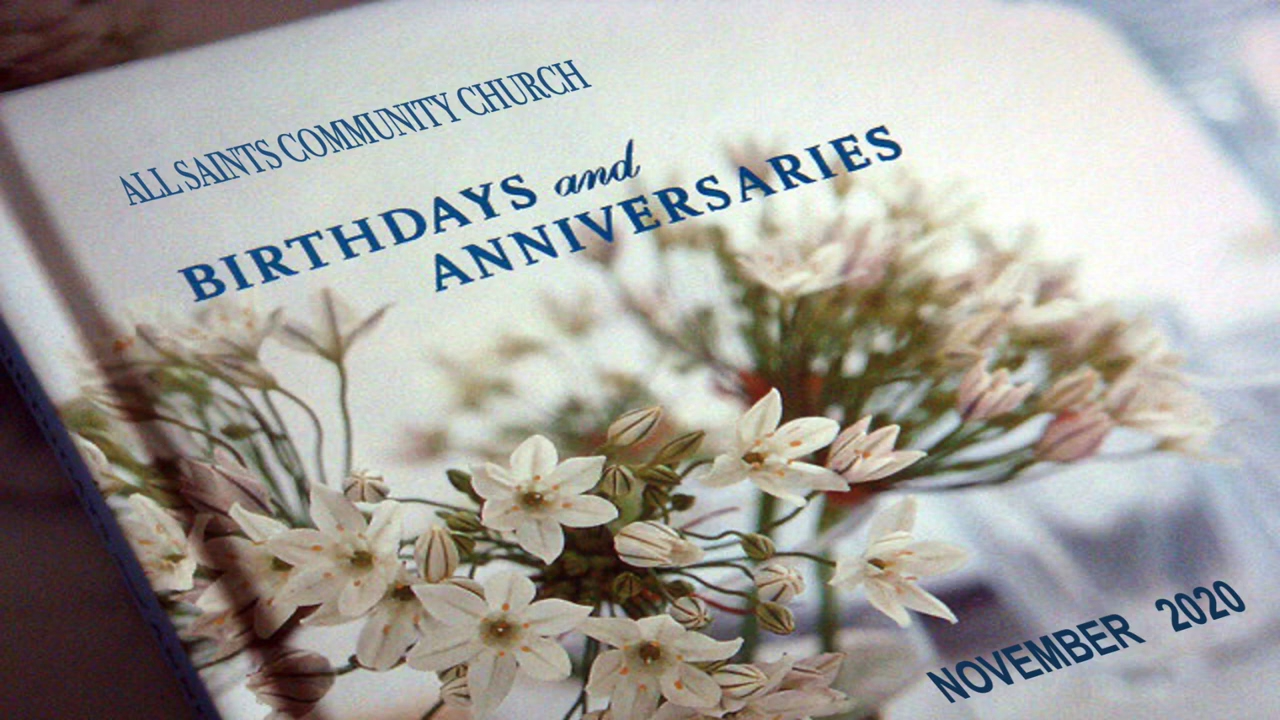 ALL SAINTS COMMUNITY CHURCH
BIRTHDAYS and
ANNIVERSARIES
NOVEMBER 2020